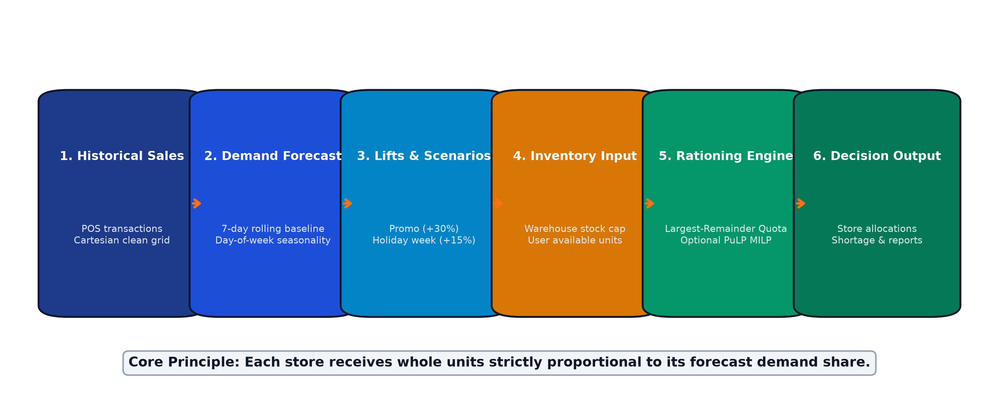 1. Historical Sales
POS transactions
Cartesian clean grid
2. Demand Forecast
7-day rolling baseline
Day-of-week seasonality
3. Lifts & Scenarios
Promo (+30%)
Holiday week (+15%)
4. Inventory Input
Warehouse stock cap
User available units
5. Rationing Engine
Largest-Remainder Quota
Optional PuLP MILP
6. Decision Output
Store allocations
Shortage & reports
Core Principle: Each store receives whole units strictly proportional to its forecast demand share.